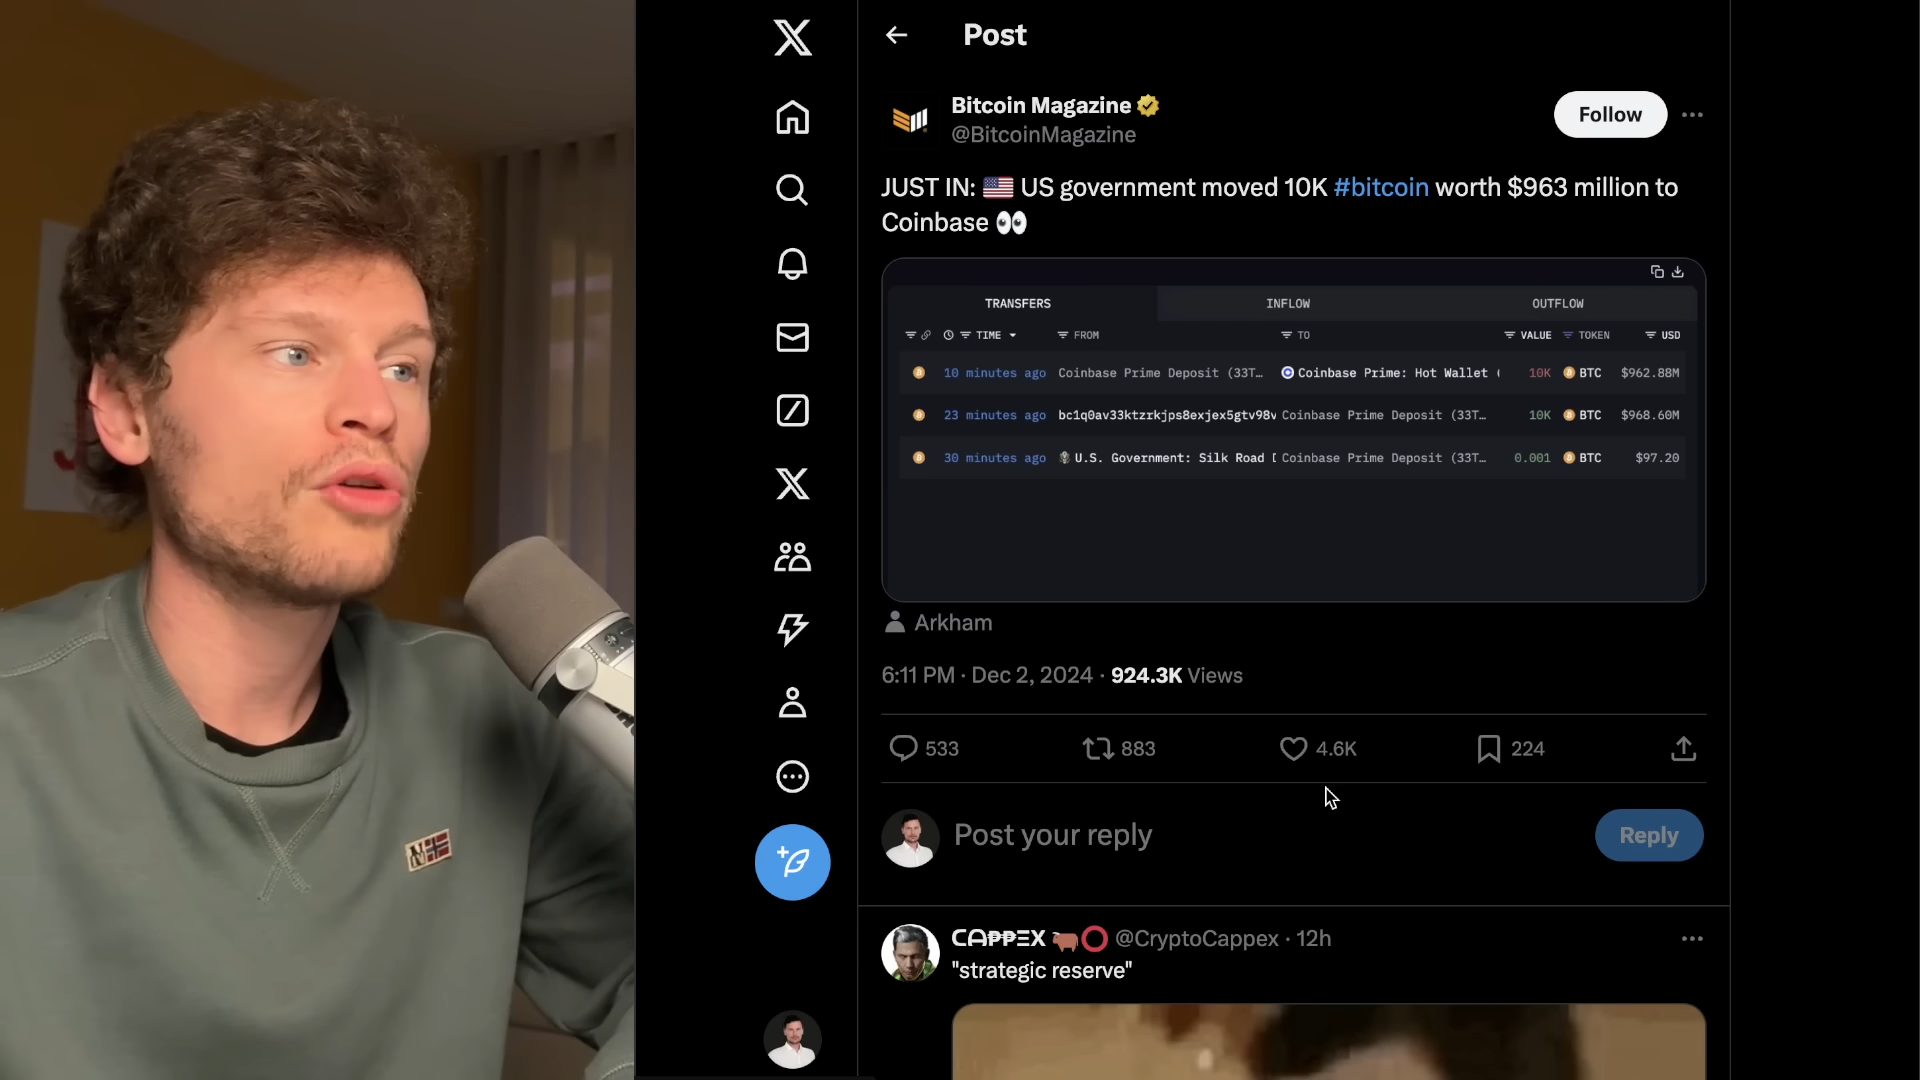 Post
Bitcoin Magazine
@BitcoinMagazine
Follow
JUST IN: US government moved 10K #bitcoin worth $963 million to
Coinbase
TRANSFERS INFLOW OUTFLOW
TIME FROM TO VALUE TOKEN USD
10 minutes ago Coinbase Prime Deposit (33T… Coinbase Prime: Hot Wallet ( 10K BTC $962.88M
23 minutes ago bc1q0av33ktzrkjps8exjex5gtv98v Coinbase Prime Deposit (33T… 10K BTC $968.60M
30 minutes ago U.S. Government: Silk Road Coinbase Prime Deposit (33T… 0.001 BTC $97.20
Arkham
6:11 PM · Dec 2, 2024 · 924.3K Views
533 883 4.6K 224
Post your reply
Reply
CAPPEX @CryptoCappex · 12h
"strategic reserve"
N